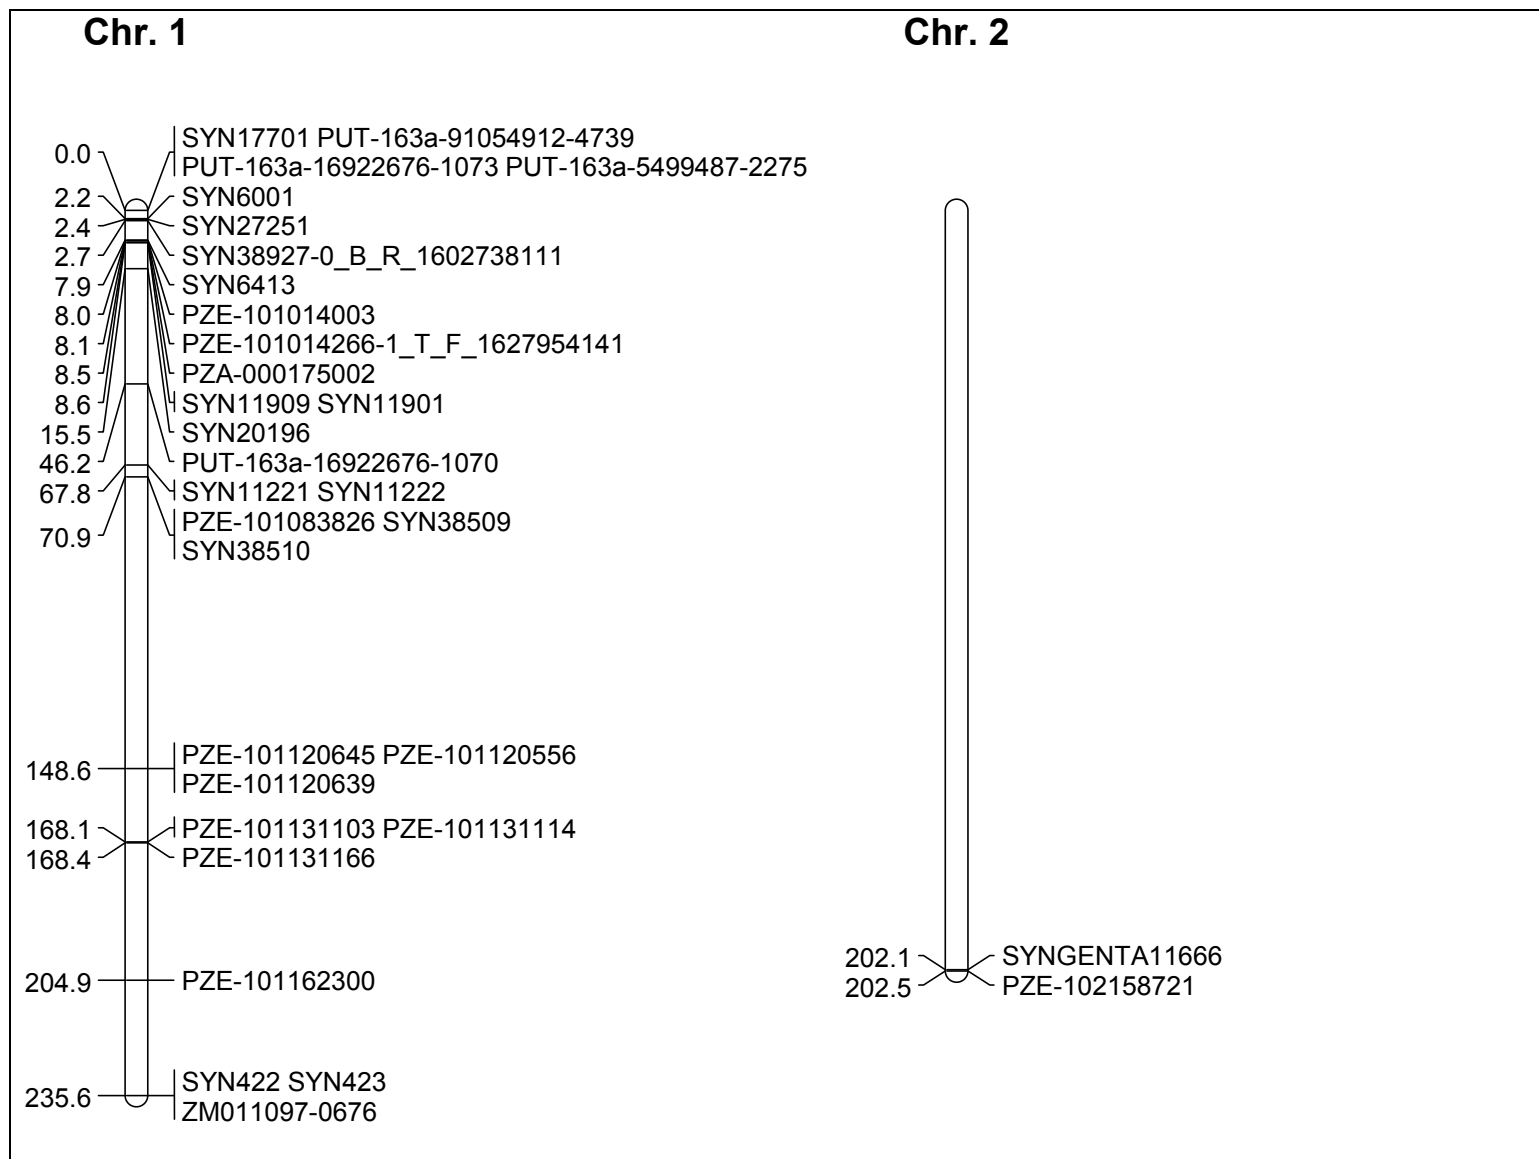 Chr. 1
Chr. 2
0.0 SYN17701 PUT-163a-91054912-4739
PUT-163a-16922676-1073 PUT-163a-5499487-2275
2.2 SYN6001
2.4 SYN27251
2.7 SYN38927-0_B_R_1602738111
7.9 SYN6413
8.0 PZE-101014003
8.1 PZE-101014266-1_T_F_1627954141
8.5 PZA-000175002
8.6 SYN11909 SYN11901
15.5 SYN20196
46.2 PUT-163a-16922676-1070
67.8 SYN11221 SYN11222
70.9 PZE-101083826 SYN38509
SYN38510
148.6 PZE-101120645 PZE-101120556
PZE-101120639
168.1 PZE-101131103 PZE-101131114
168.4 PZE-101131166
204.9 PZE-101162300
235.6 SYN422 SYN423
ZM011097-0676
202.1 SYNGENTA11666
202.5 PZE-102158721